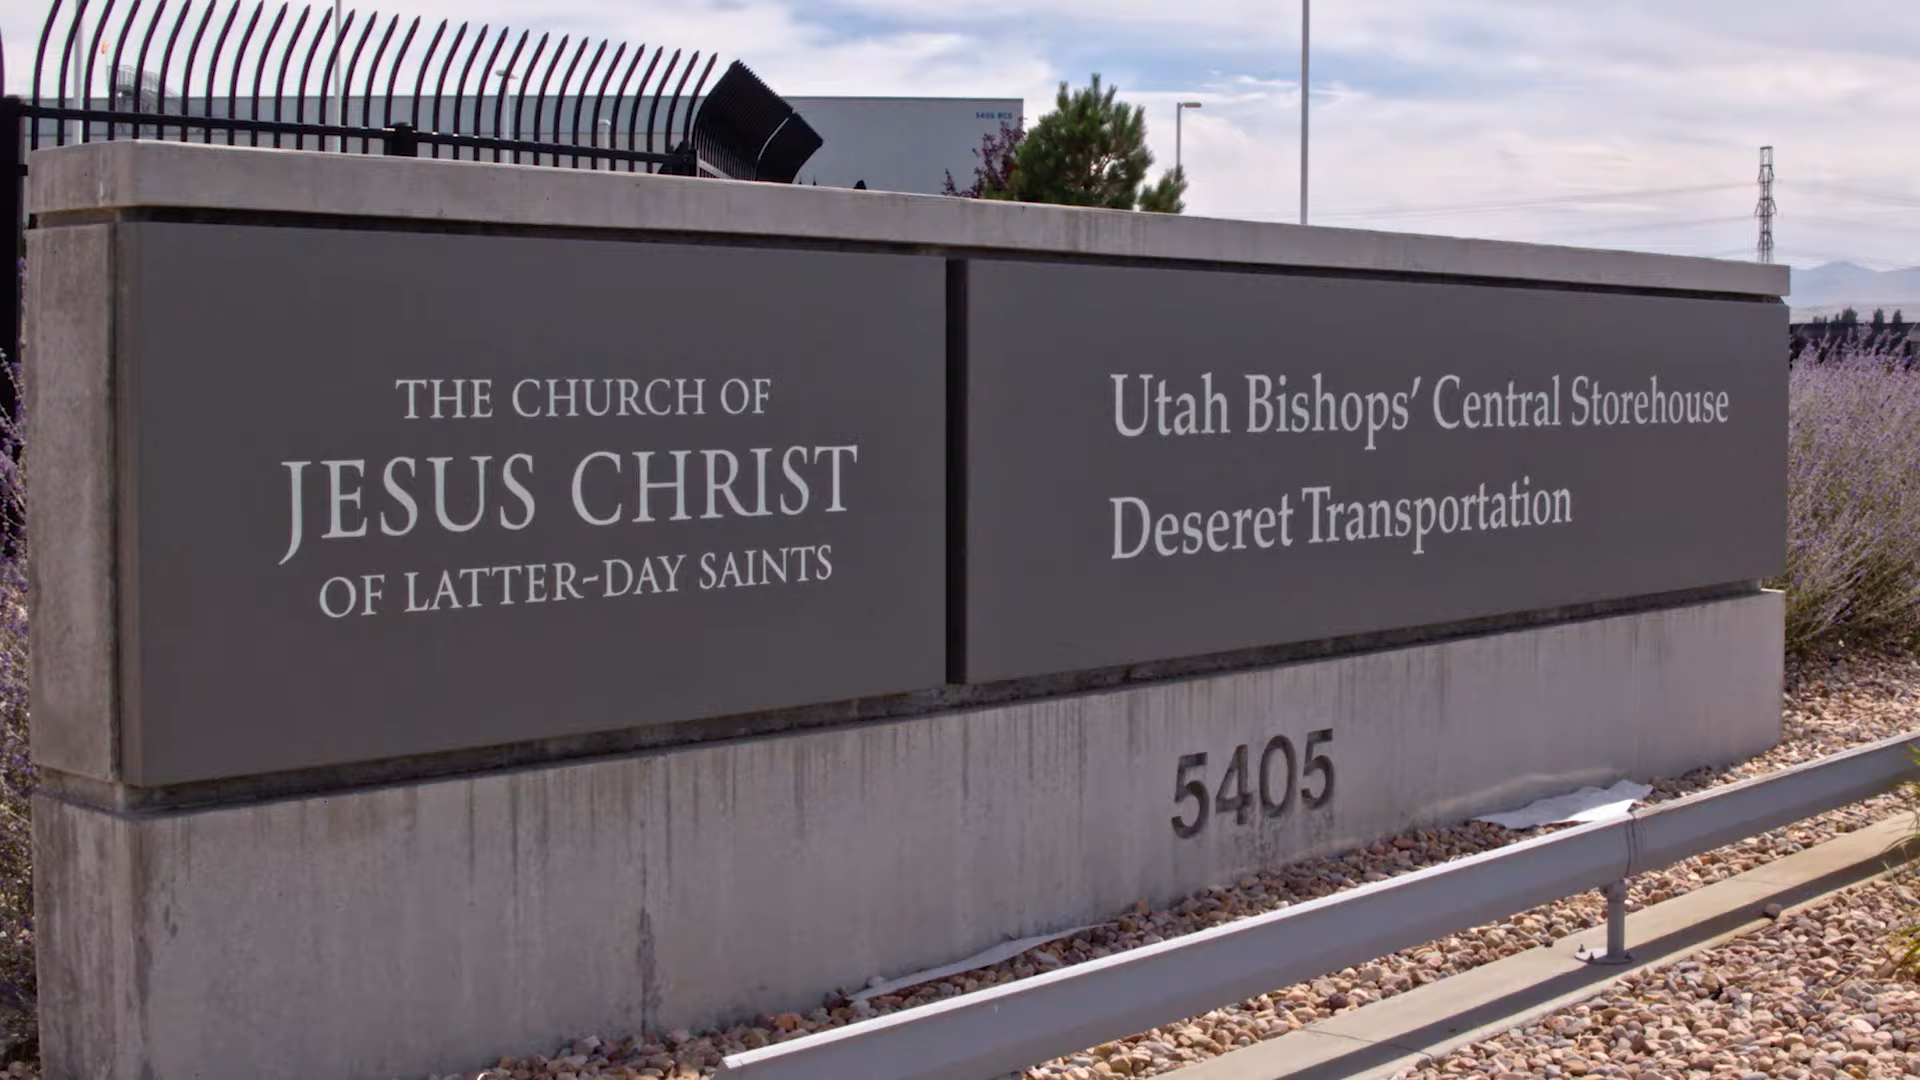 THE CHURCH OF
JESUS CHRIST
OF LATTER-DAY SAINTS
Utah Bishops’ Central Storehouse
Deseret Transportation
5405